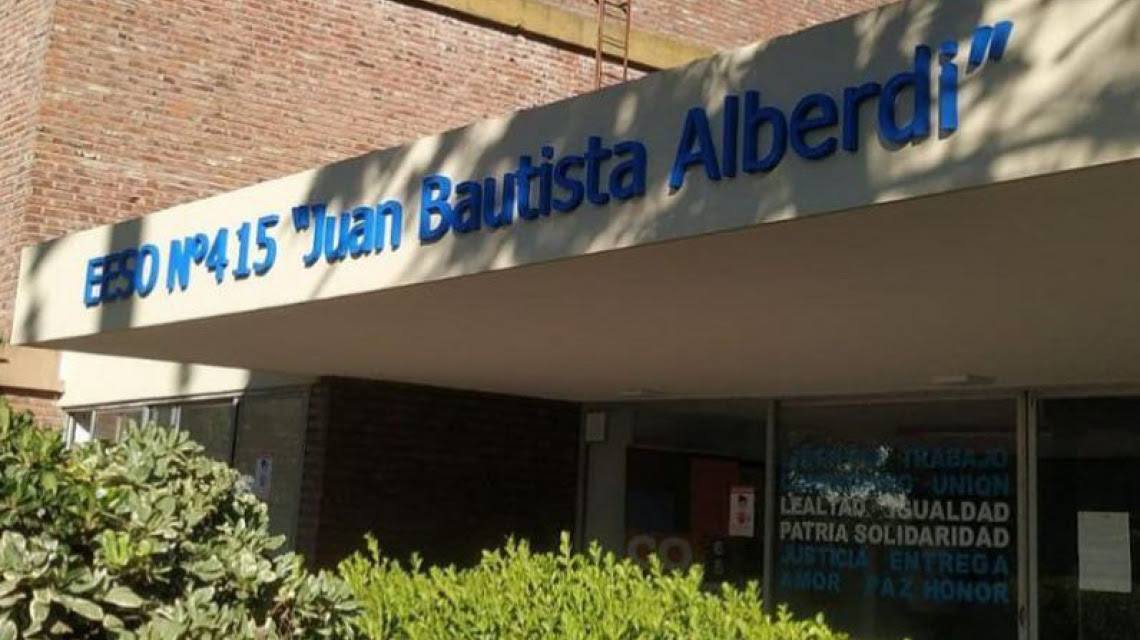 EESO Nº415 "Juan Bautista Alberdi"
TRABAJO
UNION
LEALTAD IGUALDAD
PATRIA SOLIDARIDAD
JUSTICIA ENTREGA
AMOR PAZ HONOR